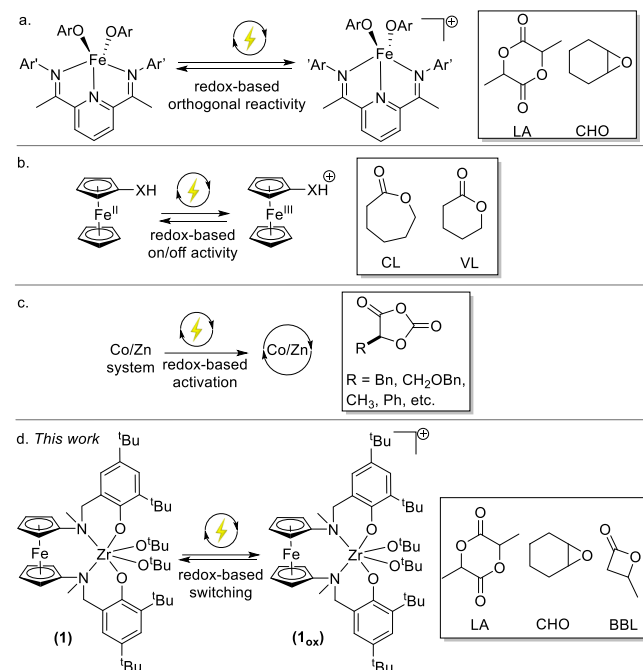 a.
ArO OAr
Fe
Ar' N N Ar'
N
redox-based
orthogonal reactivity
ArO OAr
Fe
'Ar N N Ar'
N
⊕
O
O
O
O
LA
O
CHO
b.
XH
Fe^II
redox-based
on/off activity
XH⊕
Fe^III
O
O
CL
O
O
VL
c.
Co/Zn
system
redox-based
activation
Co/Zn
O
O
O
O
R
R = Bn, CH₂OBn,
CH₃, Ph, etc.
d. This work
ᵗBu
ᵗBu
N O
Fe Zr OᵗBu
OᵗBu
N O
ᵗBu
ᵗBu
(1)
redox-based
switching
ᵗBu
⊕
ᵗBu
N O
Fe Zr OᵗBu
OᵗBu
N O
ᵗBu
ᵗBu
(1ₒₓ)
O
O
O
O
LA
O
CHO
O
O
BBL